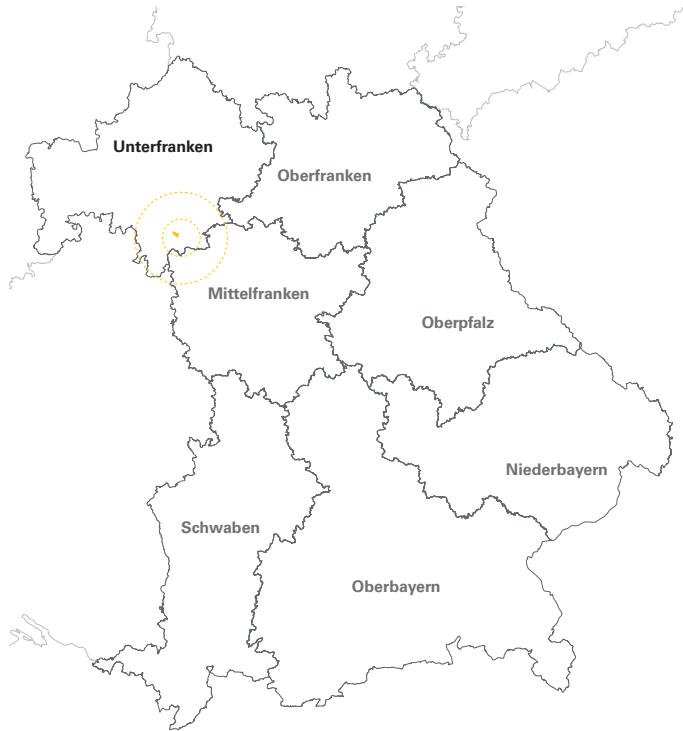 Unterfranken
Oberfranken
Mittelfranken
Oberpfalz
Niederbayern
Schwaben
Oberbayern